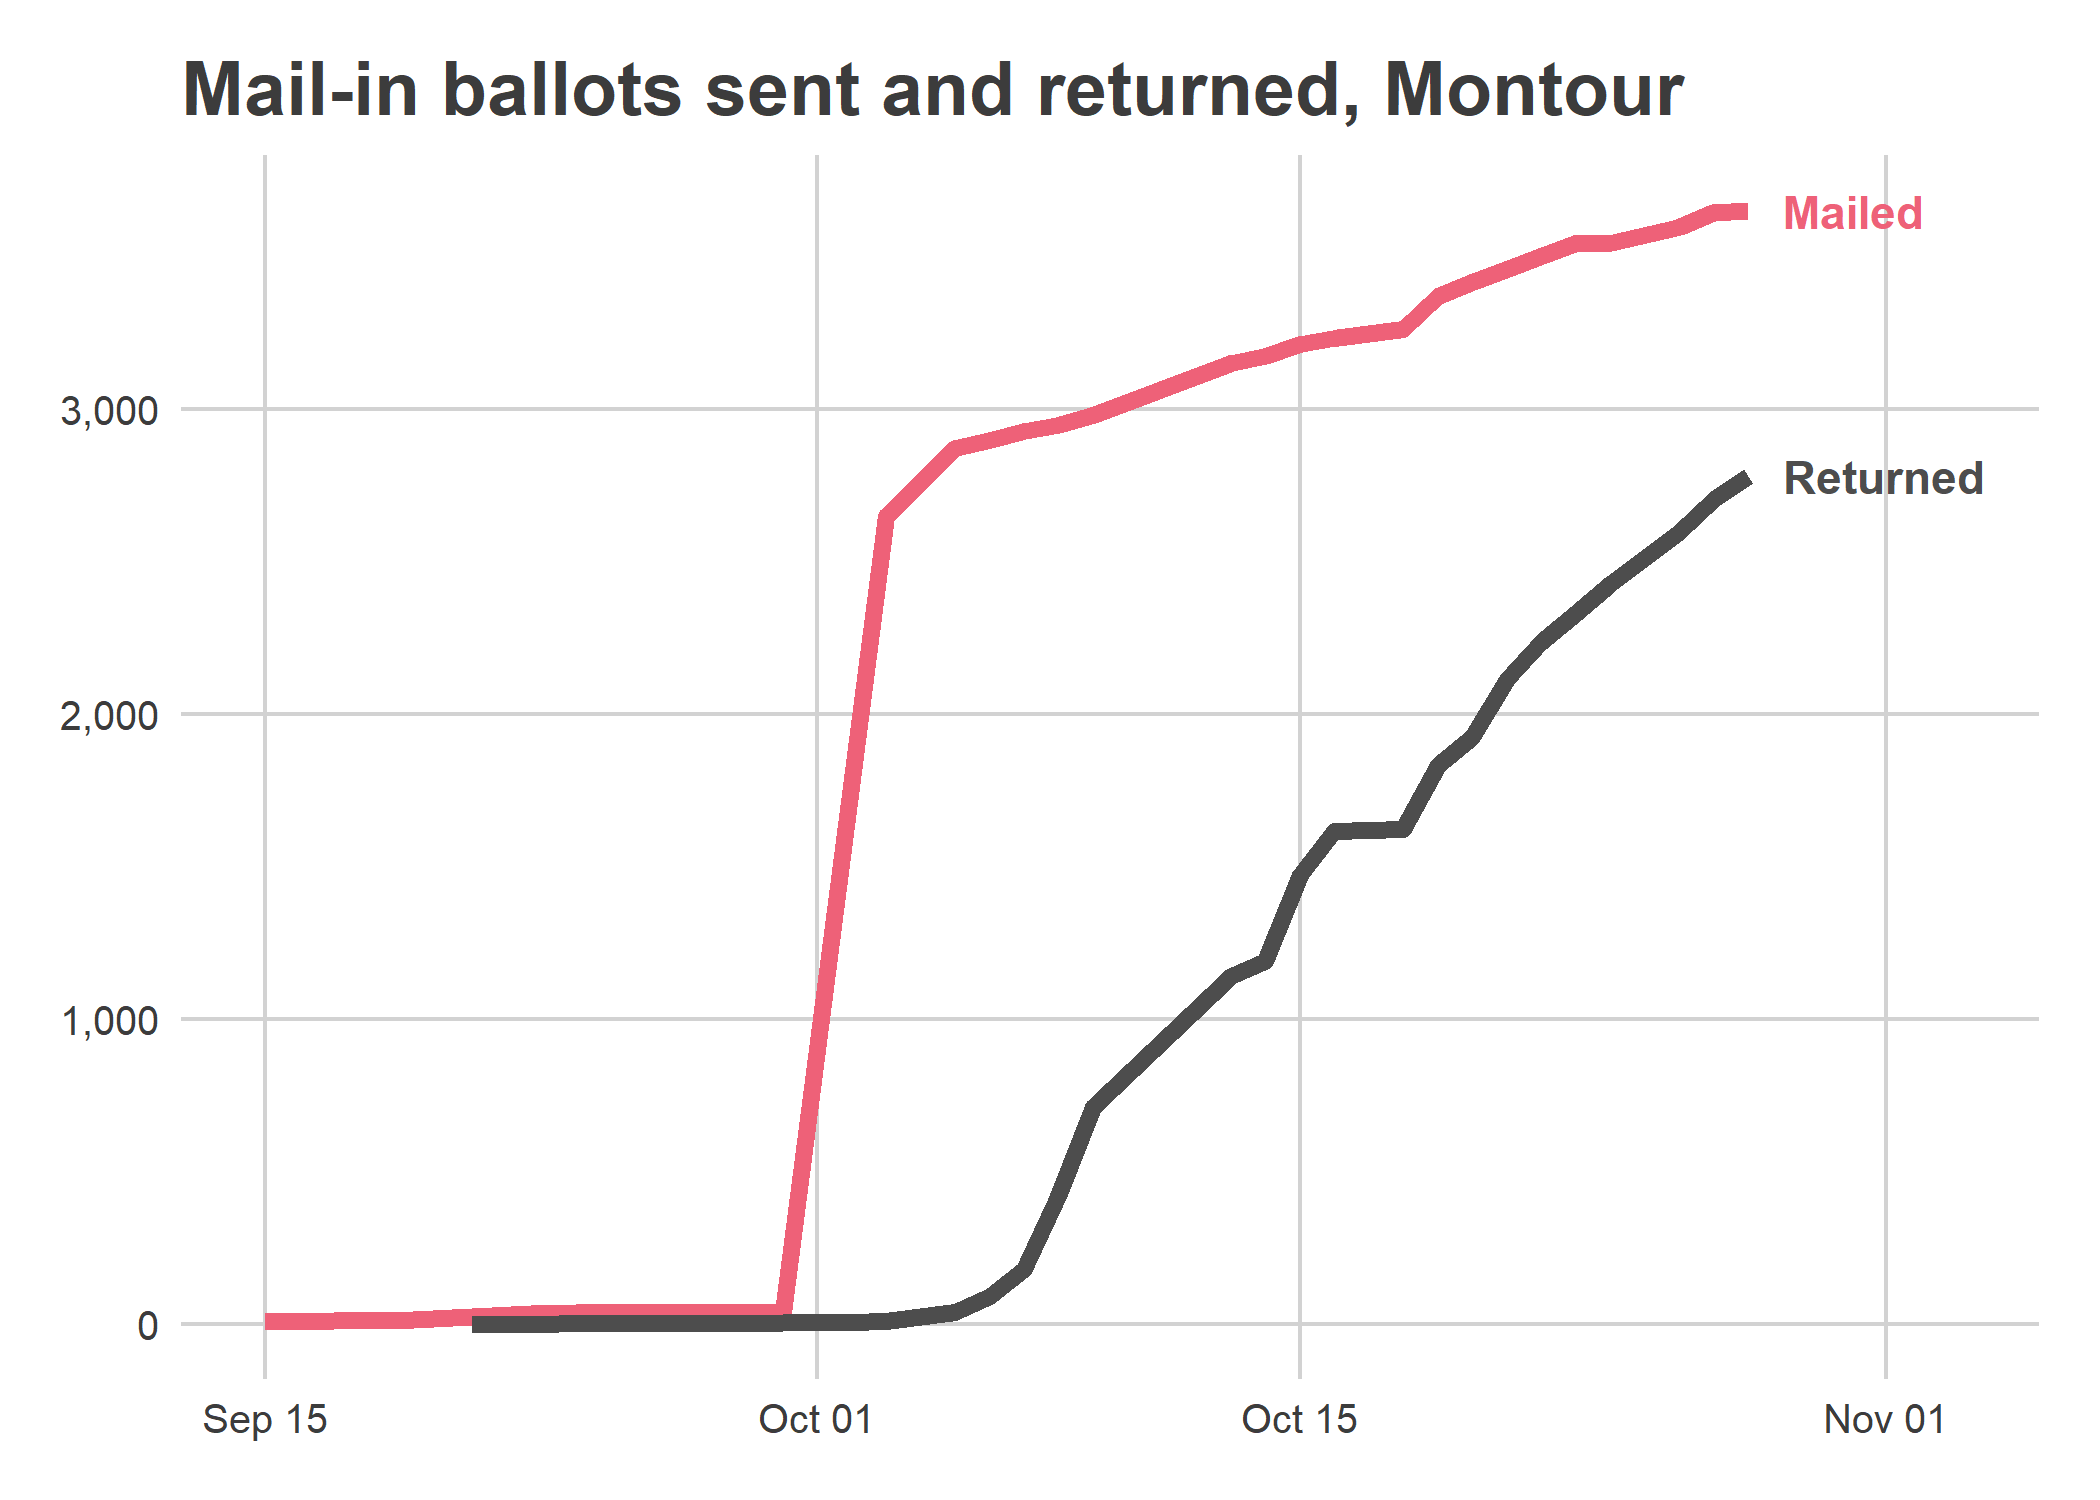 Mail-in ballots sent and returned, Montour
Mailed
3,000
Returned
2,000
1,000
0
Sep 15
Oct 01
Oct 15
Nov 01